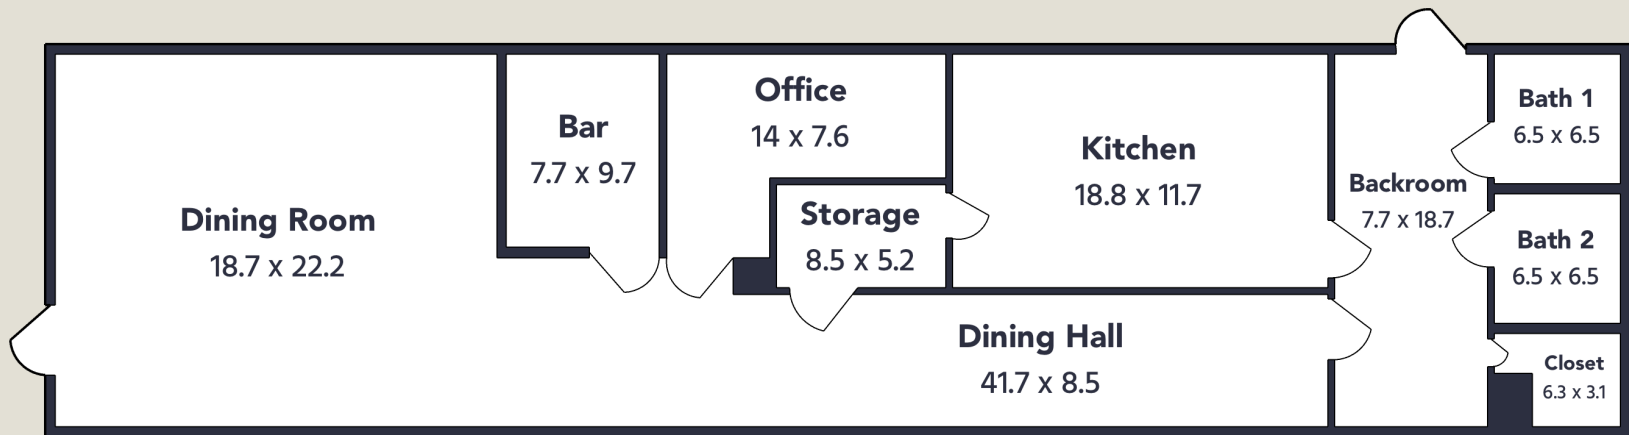 Dining Room
18.7 x 22.2
Bar
7.7 x 9.7
Office
14 x 7.6
Storage
8.5 x 5.2
Kitchen
18.8 x 11.7
Dining Hall
41.7 x 8.5
Backroom
7.7 x 18.7
Bath 1
6.5 x 6.5
Bath 2
6.5 x 6.5
Closet
6.3 x 3.1